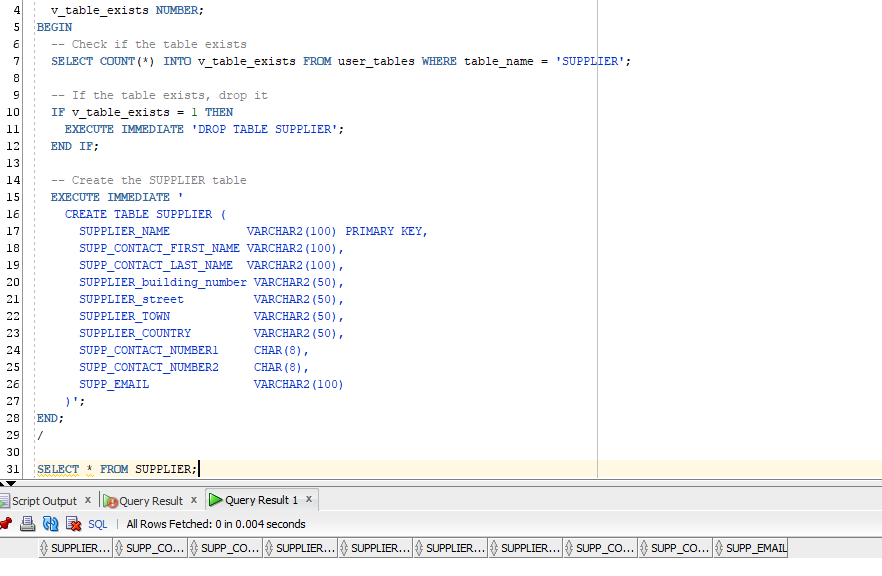 4 v_table_exists NUMBER;
5 BEGIN
6 -- Check if the table exists
7 SELECT COUNT(*) INTO v_table_exists FROM user_tables WHERE table_name = 'SUPPLIER';
8
9 -- If the table exists, drop it
10 IF v_table_exists = 1 THEN
11 EXECUTE IMMEDIATE 'DROP TABLE SUPPLIER';
12 END IF;
13
14 -- Create the SUPPLIER table
15 EXECUTE IMMEDIATE '
16 CREATE TABLE SUPPLIER (
17 SUPPLIER_NAME VARCHAR2(100) PRIMARY KEY,
18 SUPP_CONTACT_FIRST_NAME VARCHAR2(100),
19 SUPP_CONTACT_LAST_NAME VARCHAR2(100),
20 SUPPLIER_building_number VARCHAR2(50),
21 SUPPLIER_street VARCHAR2(50),
22 SUPPLIER_TOWN VARCHAR2(50),
23 SUPPLIER_COUNTRY VARCHAR2(50),
24 SUPP_CONTACT_NUMBER1 CHAR(8),
25 SUPP_CONTACT_NUMBER2 CHAR(8),
26 SUPP_EMAIL VARCHAR2(100)
27 )';
28 END;
29 /
30
31 SELECT * FROM SUPPLIER;
Script Output x Query Result x Query Result 1 x
SQL | All Rows Fetched: 0 in 0.004 seconds
SUPPLIER... SUPP_CO... SUPP_CO... SUPPLIER... SUPPLIER... SUPPLIER... SUPPLIER... SUPP_CO... SUPP_CO... SUPP_EMAIL